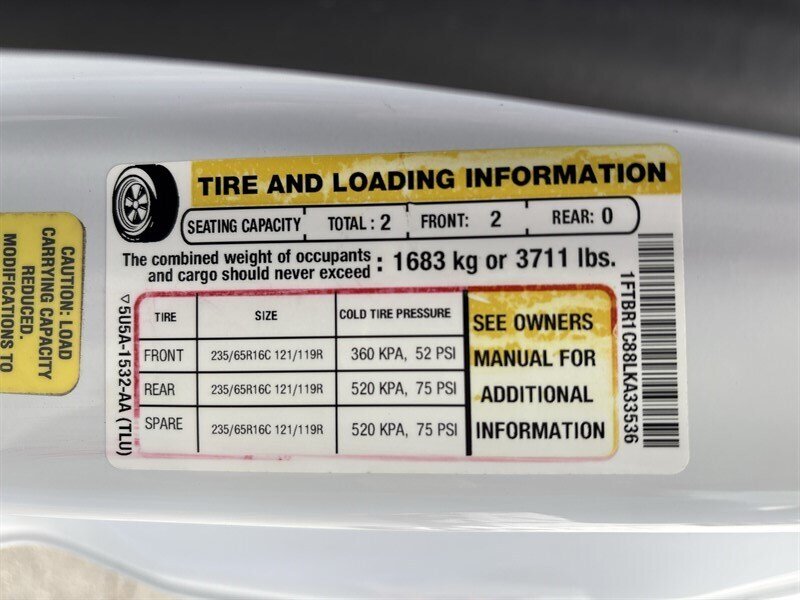 TIRE AND LOADING INFORMATION
SEATING CAPACITY TOTAL : 2 FRONT: 2 REAR: 0
The combined weight of occupants
and cargo should never exceed : 1683 kg or 3711 lbs.
TIRE SIZE COLD TIRE PRESSURE
FRONT 235/65R16C 121/119R 360 KPA, 52 PSI
REAR 235/65R16C 121/119R 520 KPA, 75 PSI
SPARE 235/65R16C 121/119R 520 KPA, 75 PSI
SEE OWNERS
MANUAL FOR
ADDITIONAL
INFORMATION
▽5U5A-1532-AA (TLU)
1FTBR1C88LKA33536
CAUTION: LOAD
CARRYING CAPACITY
REDUCED.
MODIFICATIONS TO